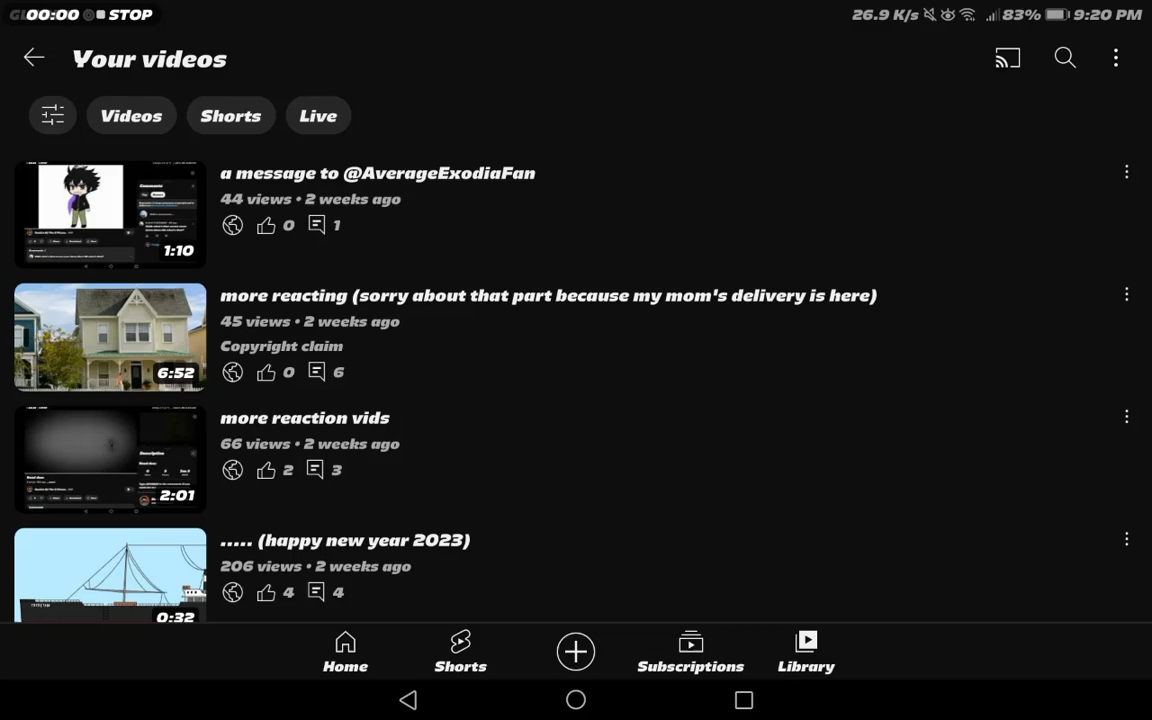 00:00 STOP
26.9 K/s 83% 9:20 PM
Your videos
Videos Shorts Live
a message to @AverageExodiaFan
44 views • 2 weeks ago
0 1
1:10
more reacting (sorry about that part because my mom's delivery is here)
45 views • 2 weeks ago
Copyright claim
0 6
6:52
more reaction vids
66 views • 2 weeks ago
2 3
2:01
..... (happy new year 2023)
206 views • 2 weeks ago
4 4
0:32
Home Shorts Subscriptions Library